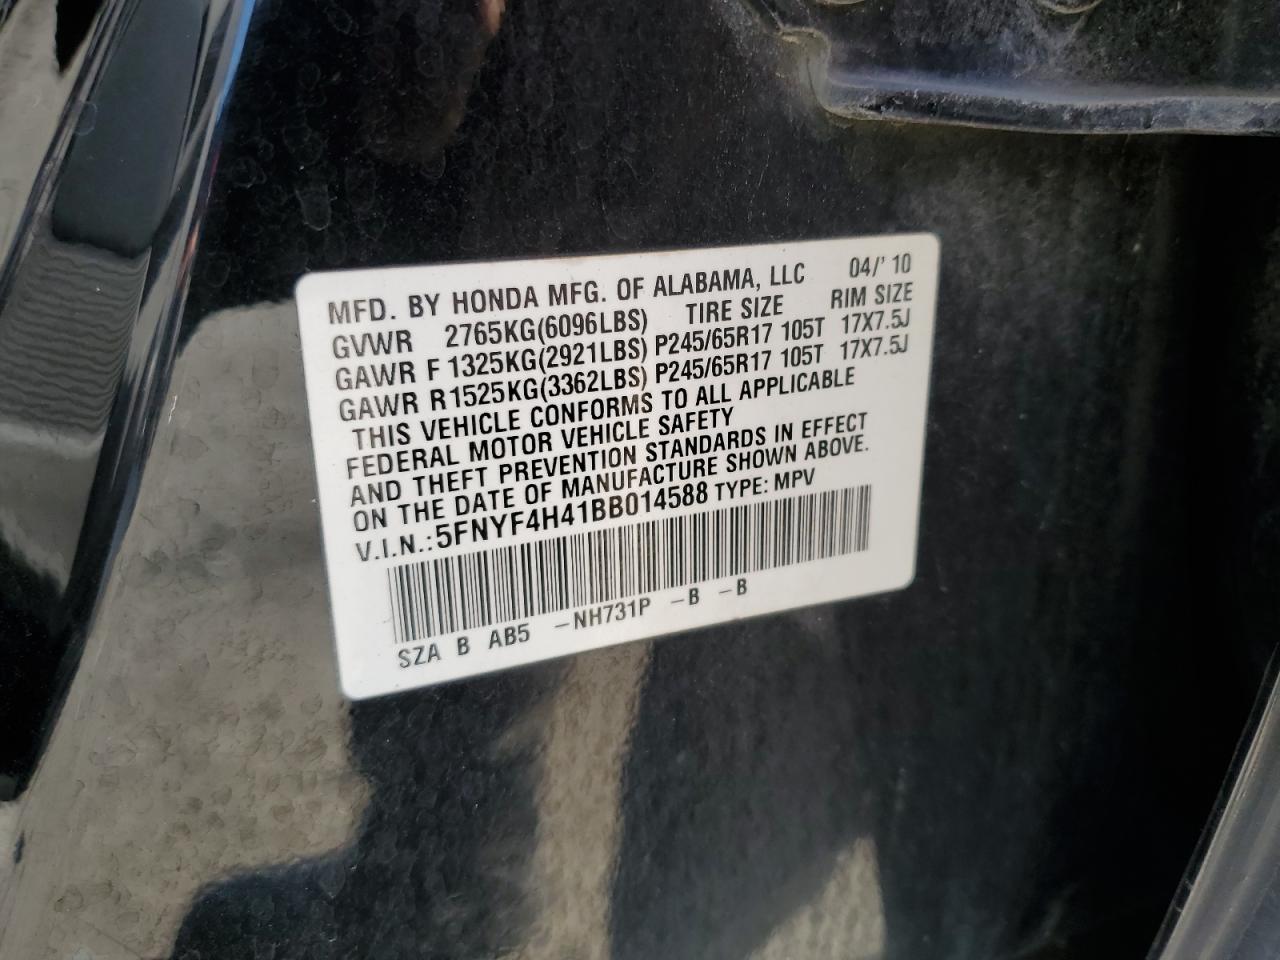 MFD. BY HONDA MFG. OF ALABAMA, LLC 04/'10
GVWR 2765KG(6096LBS) TIRE SIZE RIM SIZE
GAWR F 1325KG(2921LBS) P245/65R17 105T 17X7.5J
GAWR R1525KG(3362LBS) P245/65R17 105T 17X7.5J
THIS VEHICLE CONFORMS TO ALL APPLICABLE
FEDERAL MOTOR VEHICLE SAFETY
AND THEFT PREVENTION STANDARDS IN EFFECT
ON THE DATE OF MANUFACTURE SHOWN ABOVE.
V.I.N.:5FNYF4H41BB014588 TYPE: MPV
SZA B AB5 -NH731P -B -B